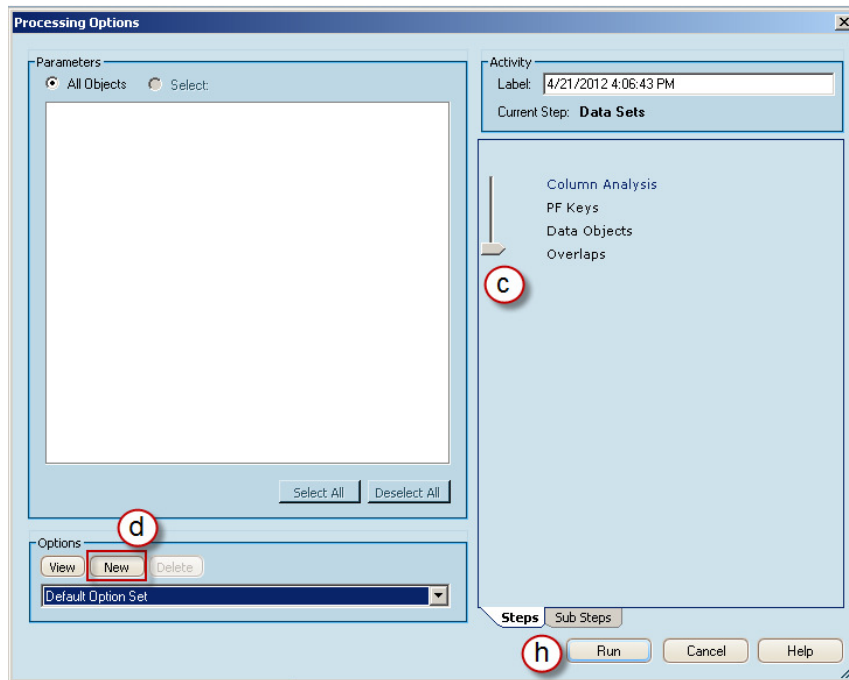 Processing Options
Parameters
All Objects Select:
Select All Deselect All
d
Options
View New Delete
Default Option Set
Activity
Label: 4/21/2012 4:06:43 PM
Current Step: Data Sets
Column Analysis
PF Keys
Data Objects
Overlaps
c
Steps Sub Steps
h Run Cancel Help